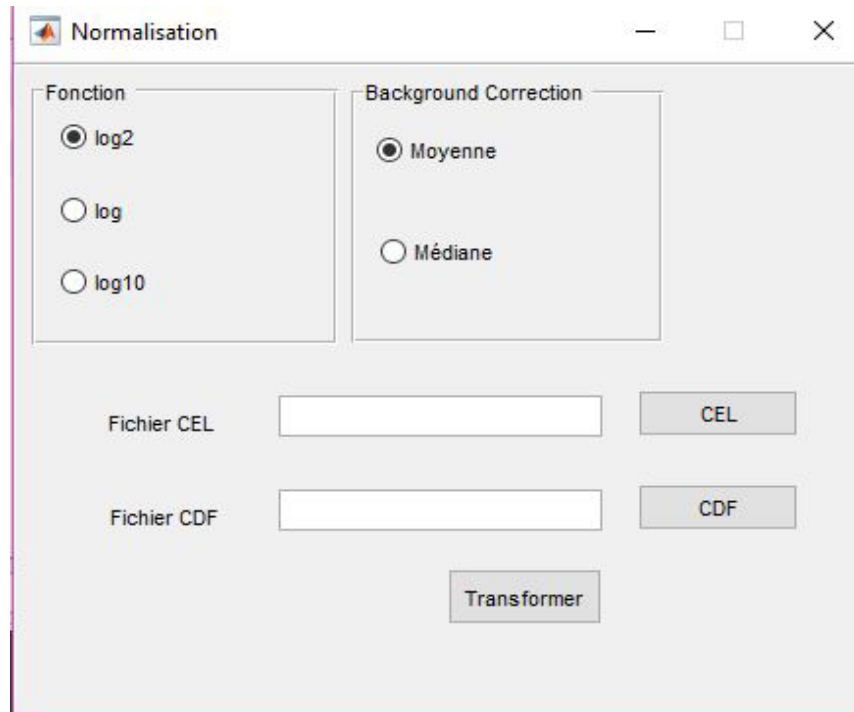 Normalisation
Fonction
log2
log
log10
Background Correction
Moyenne
Médiane
Fichier CEL
CEL
Fichier CDF
CDF
Transformer